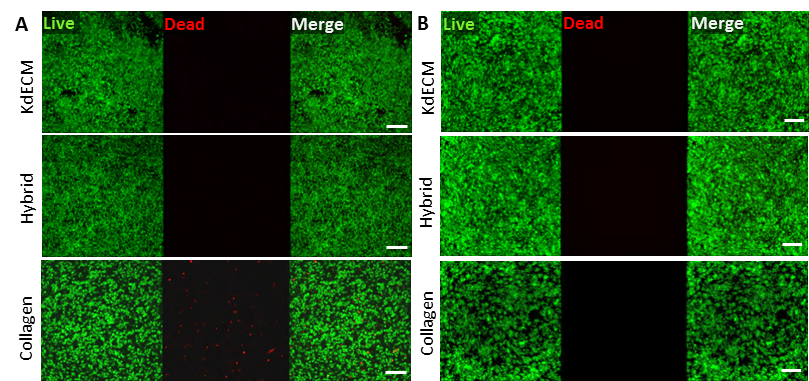 A Live Dead Merge
KdECM
Hybrid
Collagen
B Live Dead Merge
KdECM
Hybrid
Collagen